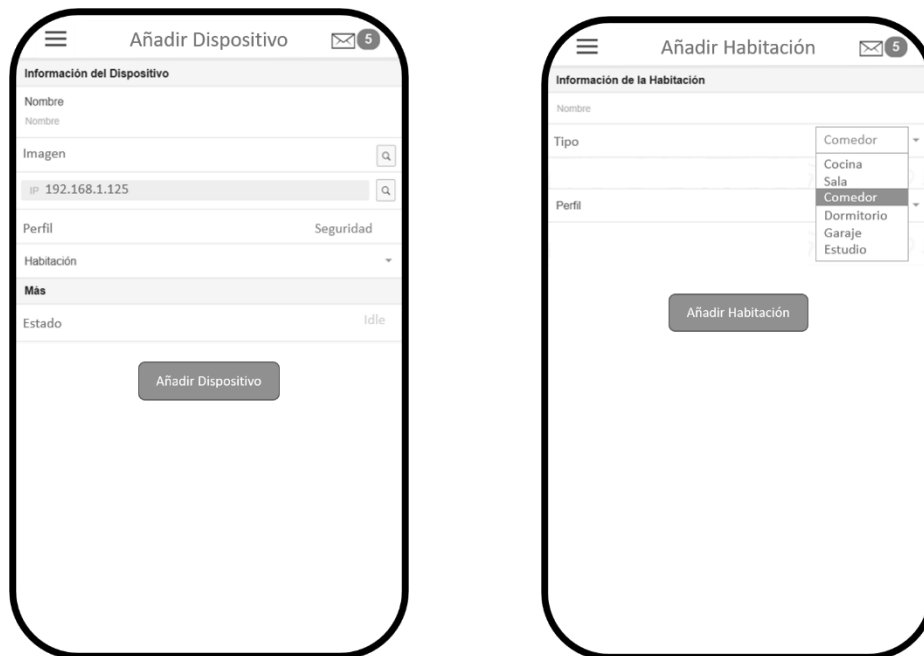 Añadir Dispositivo 5
Información del Dispositivo
Nombre
Nombre
Imagen
IP 192.168.1.125
Perfil Seguridad
Habitación
Más
Estado Idle
Añadir Dispositivo
Añadir Habitación 5
Información de la Habitación
Nombre
Tipo Comedor
Cocina
Sala
Comedor
Perfil
Dormitorio
Garaje
Estudio
Añadir Habitación